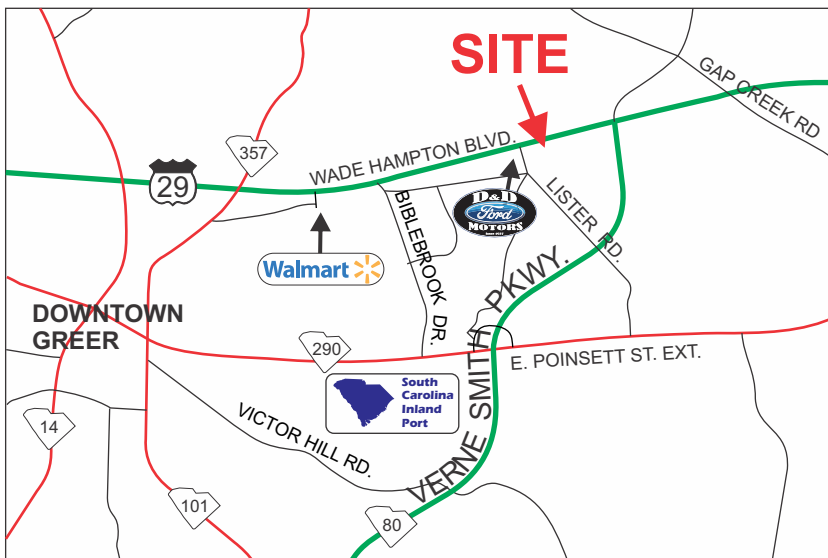 SITE
GAP CREEK RD
357
WADE HAMPTON BLVD.
29
D&D
Ford
MOTORS
BIBLEBROOK DR.
LISTER RD.
Walmart
DOWNTOWN
GREER
VERNE SMITH PKWY.
290
E. POINSETT ST. EXT.
South
Carolina
Inland
Port
VICTOR HILL RD.
14
101
80